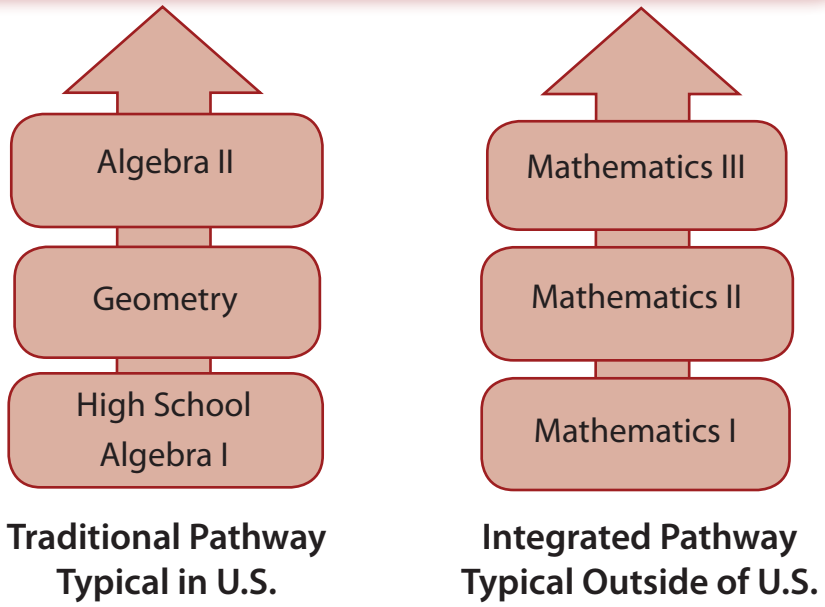 Algebra II
Geometry
High School
Algebra I
Traditional Pathway
Typical in U.S.
Mathematics III
Mathematics II
Mathematics I
Integrated Pathway
Typical Outside of U.S.